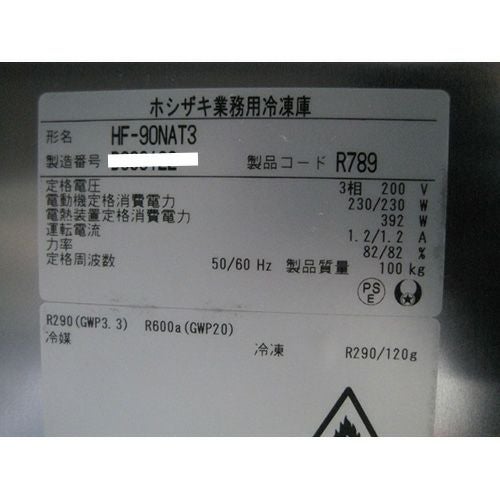 ホシザキ業務用冷凍庫
形名 HF-90NAT3
製造番号 製品コード R789
定格電圧 3相 200 V
電動機定格消費電力 230/230 W
電熱装置定格消費電力 392 W
運転電流 1.2/1.2 A
力率 82/82 %
定格周波数 50/60 Hz 製品質量 100 kg
PS E
R290(GWP3.3) R600a(GWP20)
冷媒
冷凍 R290/120g